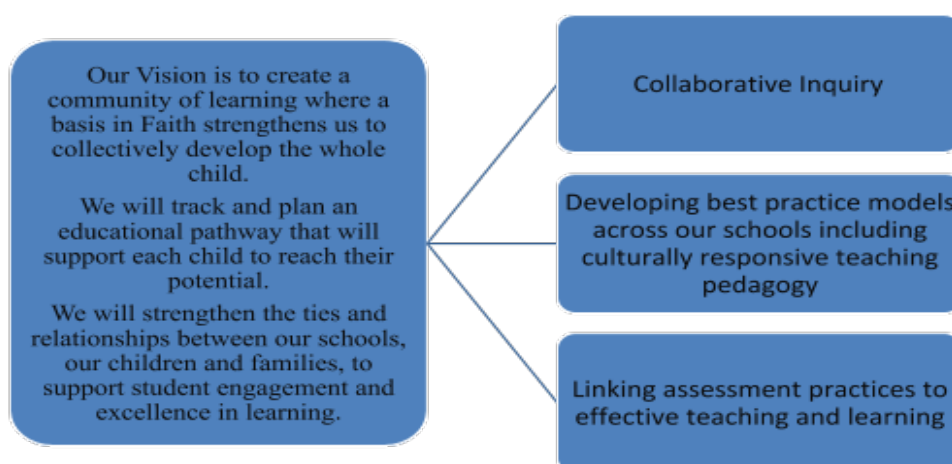 Our Vision is to create a
community of learning where a
basis in Faith strengthens us to
collectively develop the whole
child.
We will track and plan an
educational pathway that will
support each child to reach their
potential.
We will strengthen the ties and
relationships between our schools,
our children and families, to
support student engagement and
excellence in learning.
Collaborative Inquiry
Developing best practice models
across our schools including
culturally responsive teaching
pedagogy
Linking assessment practices to
effective teaching and learning